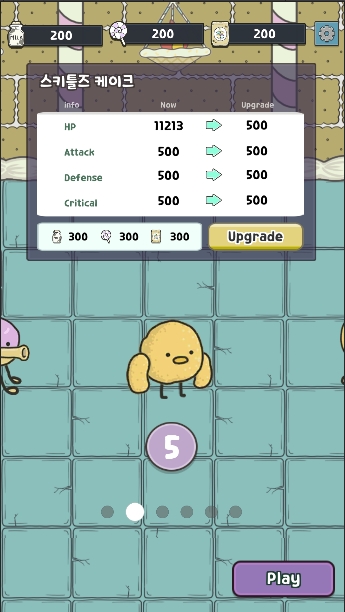 200 200 200
스키틀즈 케이크
Info Now Upgrade
HP 11213 500
Attack 500 500
Defense 500 500
Critical 500 500
300 300 300 Upgrade
5
Play